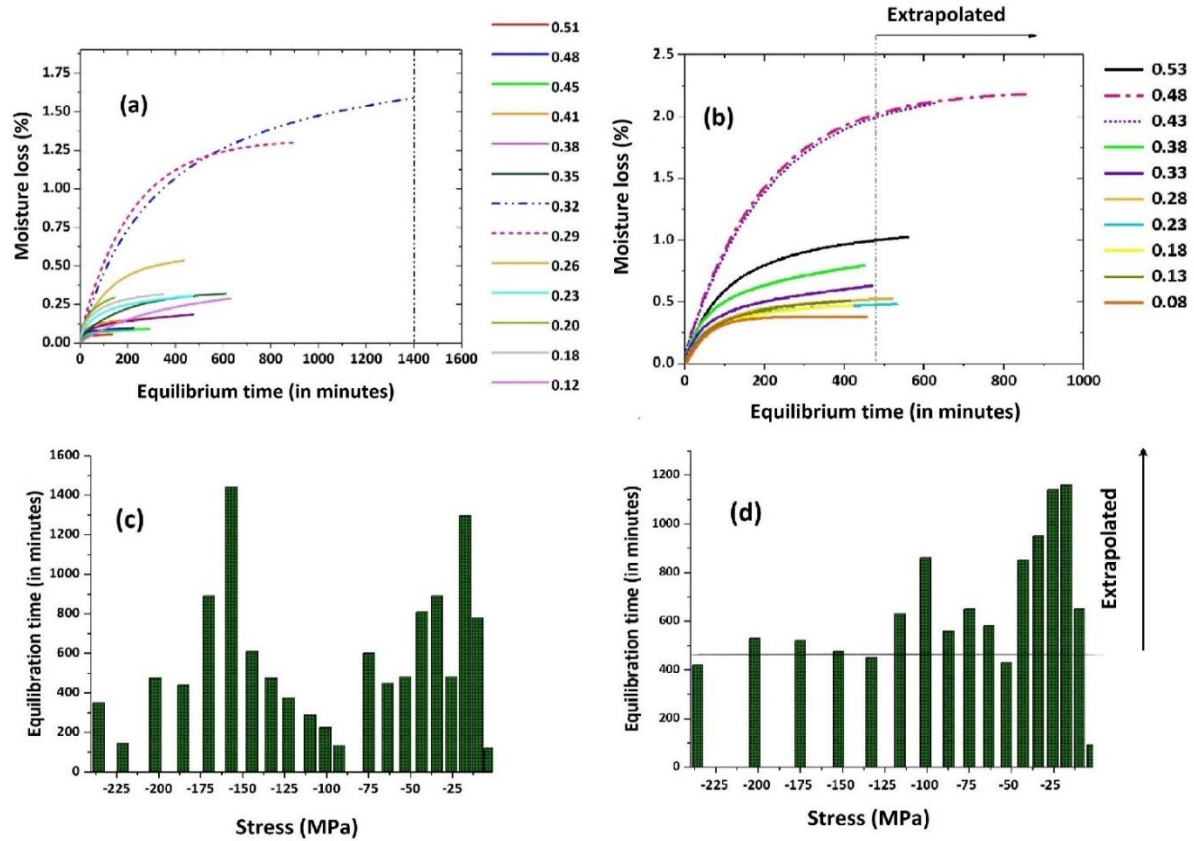 (a)
Moisture loss (%)
1.75
1.50
1.25
1.00
0.75
0.50
0.25
0.00
0 200 400 600 800 1000 1200 1400 1600
Equilibrium time (in minutes)
0.51
0.48
0.45
0.41
0.38
0.35
0.32
0.29
0.26
0.23
0.20
0.18
0.12
Extrapolated
(b)
Moisture loss (%)
2.5
2.0
1.5
1.0
0.5
0.0
0 200 400 600 800 1000
Equilibrium time (in minutes)
0.53
0.48
0.43
0.38
0.33
0.28
0.23
0.18
0.13
0.08
(c)
Equilibration time (in minutes)
1600
1400
1200
1000
800
600
400
200
0
-225 -200 -175 -150 -125 -100 -75 -50 -25
Stress (MPa)
(d)
Equilibration time (in minutes)
1200
1000
800
600
400
200
0
-225 -200 -175 -150 -125 -100 -75 -50 -25
Stress (MPa)
Extrapolated